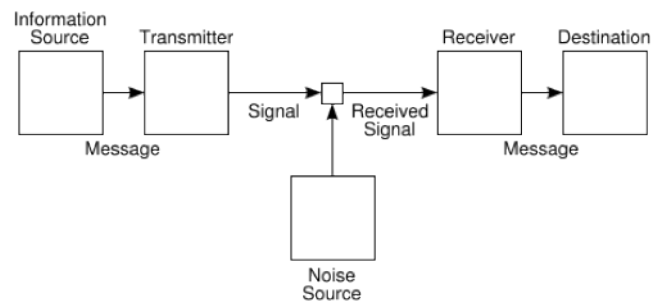 Information
Source
Transmitter
Receiver
Destination
Signal
Received
Signal
Message
Message
Noise
Source